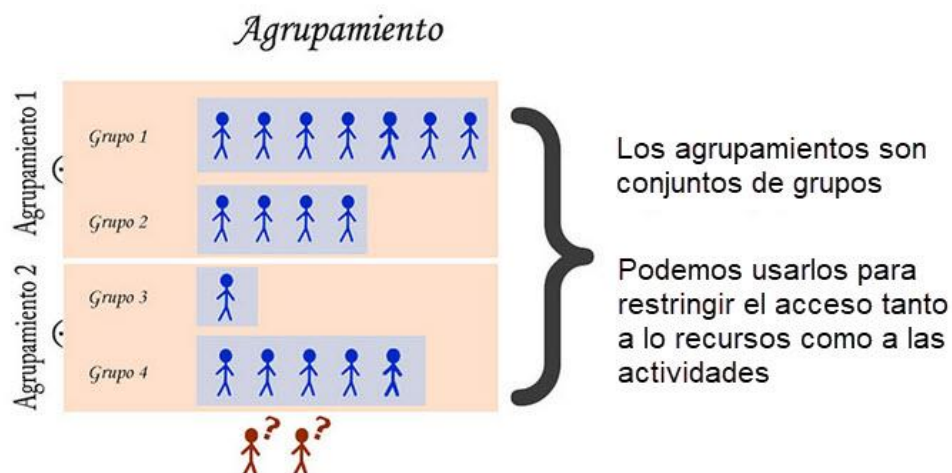 Agrupamiento
Agrupamiento 1
Grupo 1
Grupo 2
Agrupamiento 2
Grupo 3
Grupo 4
? ?
Los agrupamientos son
conjuntos de grupos
Podemos usarlos para
restringir el acceso tanto
a lo recursos como a las
actividades